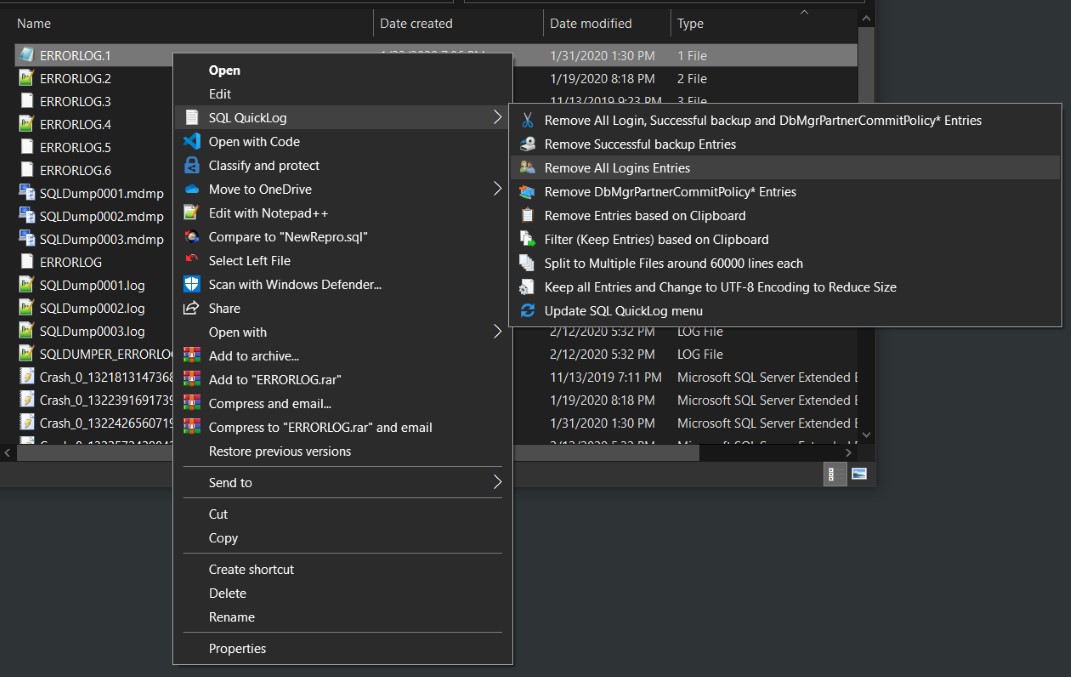 Name Date created Date modified Type
ERRORLOG.1 1/31/2020 1:30 PM 1 File
ERRORLOG.2 1/19/2020 8:18 PM 2 File
ERRORLOG.3 11/13/2019 9:23 PM 3 File
ERRORLOG.4
ERRORLOG.5
ERRORLOG.6
SQLDump0001.mdmp
SQLDump0002.mdmp
SQLDump0003.mdmp
ERRORLOG
SQLDump0001.log
SQLDump0002.log
SQLDump0003.log 2/12/2020 5:32 PM LOG File
SQLDUMPER_ERRORLO 2/12/2020 5:32 PM LOG File
Crash_0_1321813147368 11/13/2019 7:11 PM Microsoft SQL Server Extended E
Crash_0_1322391691739 1/19/2020 8:18 PM Microsoft SQL Server Extended E
Crash_0_1322426560719 1/31/2020 1:30 PM Microsoft SQL Server Extended E
Open
Edit
SQL QuickLog
Open with Code
Classify and protect
Move to OneDrive
Edit with Notepad++
Compare to "NewRepro.sql"
Select Left File
Scan with Windows Defender...
Share
Open with
Add to archive...
Add to "ERRORLOG.rar"
Compress and email...
Compress to "ERRORLOG.rar" and email
Restore previous versions
Send to
Cut
Copy
Create shortcut
Delete
Rename
Properties
Remove All Login, Successful backup and DbMgrPartnerCommitPolicy* Entries
Remove Successful backup Entries
Remove All Logins Entries
Remove DbMgrPartnerCommitPolicy* Entries
Remove Entries based on Clipboard
Filter (Keep Entries) based on Clipboard
Split to Multiple Files around 60000 lines each
Keep all Entries and Change to UTF-8 Encoding to Reduce Size
Update SQL QuickLog menu